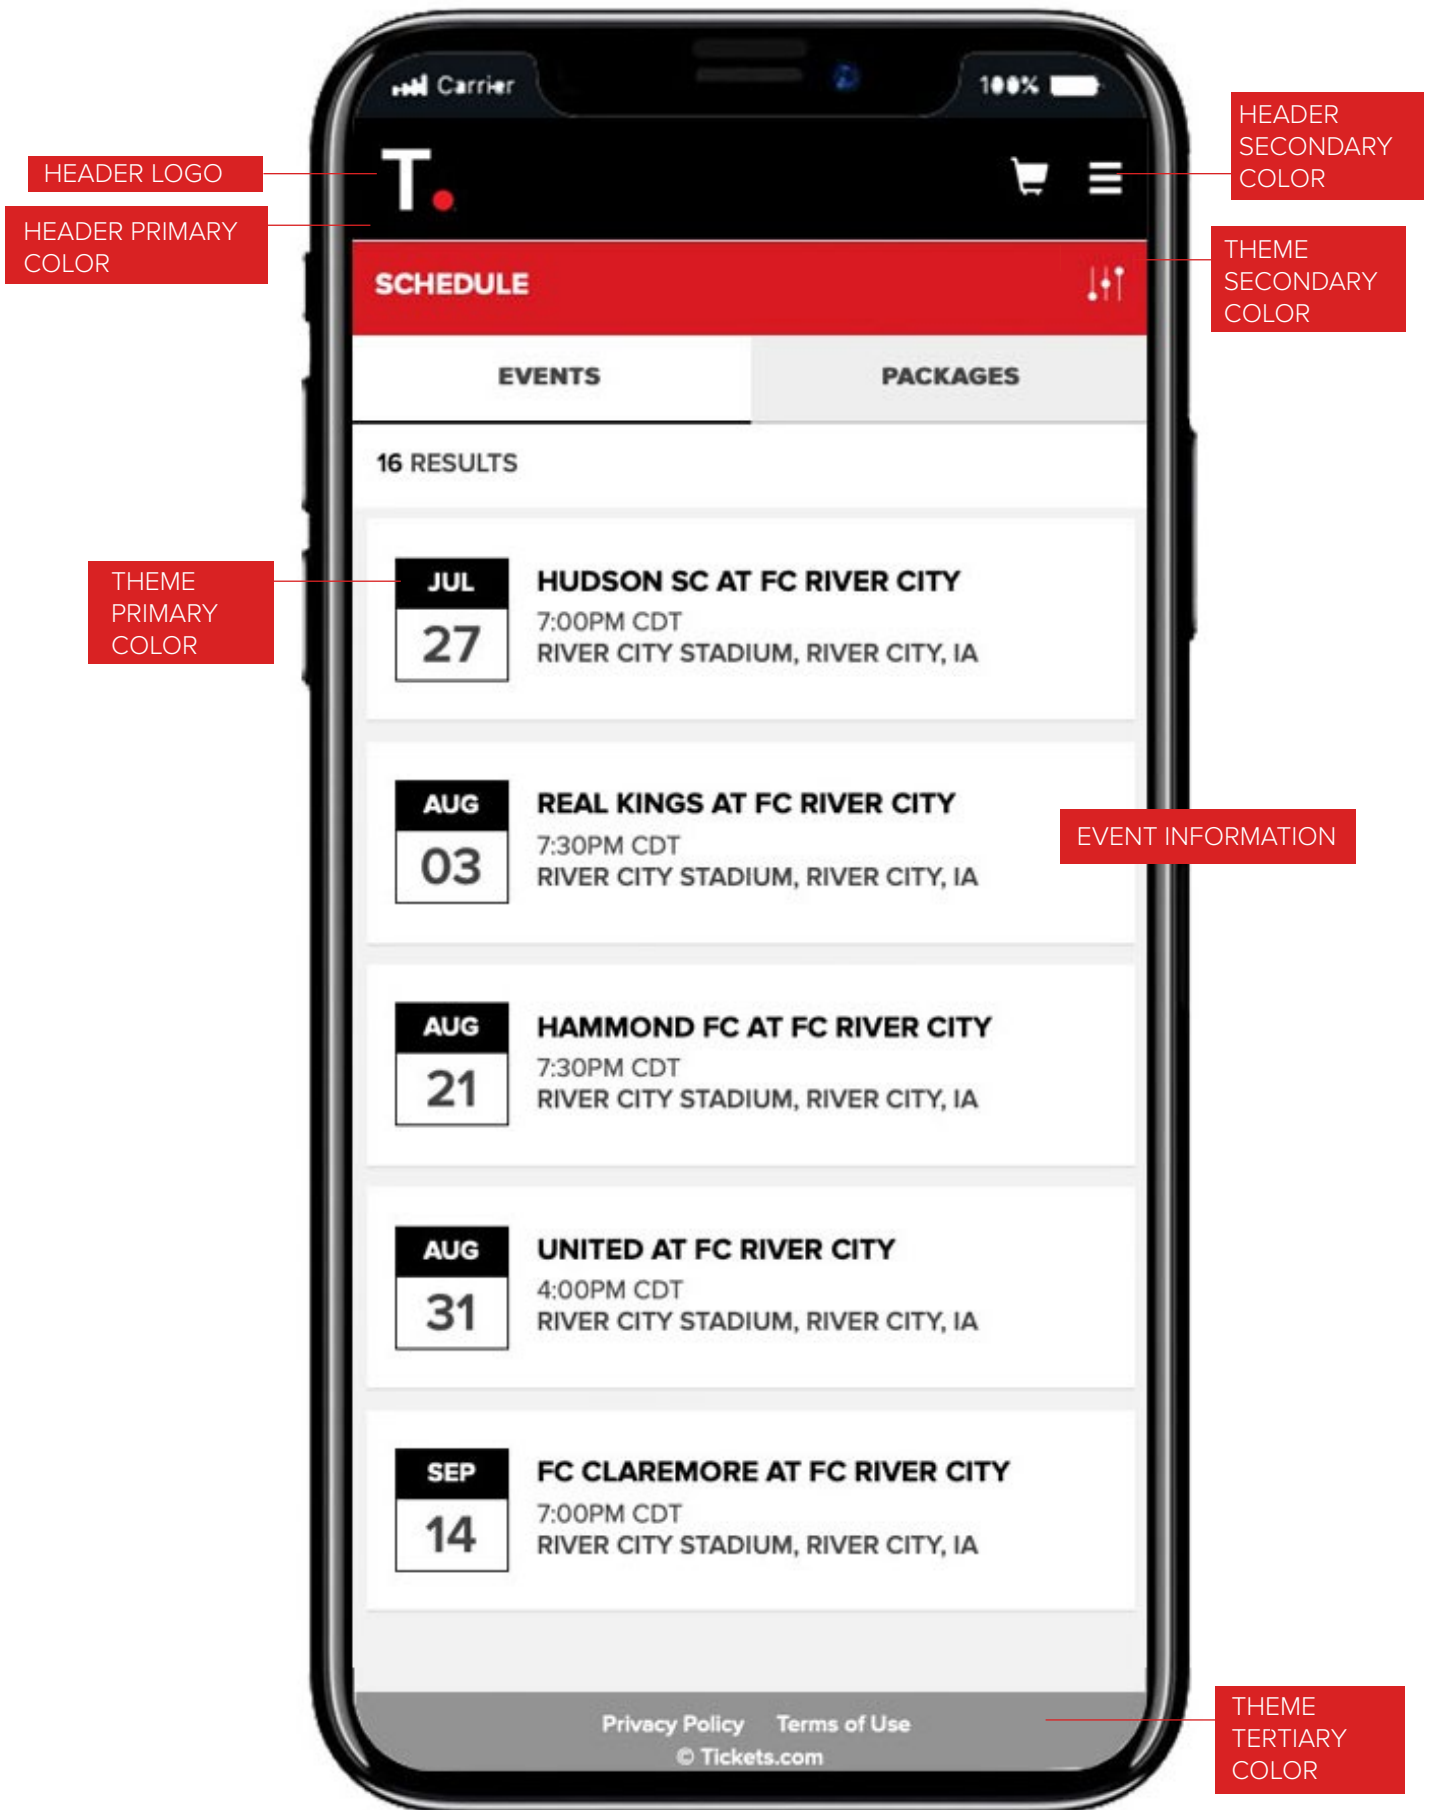 Carrier
100%
HEADER
SECONDARY
COLOR
HEADER LOGO
T.
HEADER PRIMARY
COLOR
THEME
SECONDARY
COLOR
SCHEDULE
EVENTS
PACKAGES
16 RESULTS
THEME
PRIMARY
COLOR
JUL
27
HUDSON SC AT FC RIVER CITY
7:00PM CDT
RIVER CITY STADIUM, RIVER CITY, IA
AUG
03
REAL KINGS AT FC RIVER CITY
7:30PM CDT
RIVER CITY STADIUM, RIVER CITY, IA
EVENT INFORMATION
AUG
21
HAMMOND FC AT FC RIVER CITY
7:30PM CDT
RIVER CITY STADIUM, RIVER CITY, IA
AUG
31
UNITED AT FC RIVER CITY
4:00PM CDT
RIVER CITY STADIUM, RIVER CITY, IA
SEP
14
FC CLAREMORE AT FC RIVER CITY
7:00PM CDT
RIVER CITY STADIUM, RIVER CITY, IA
Privacy Policy Terms of Use
© Tickets.com
THEME
TERTIARY
COLOR